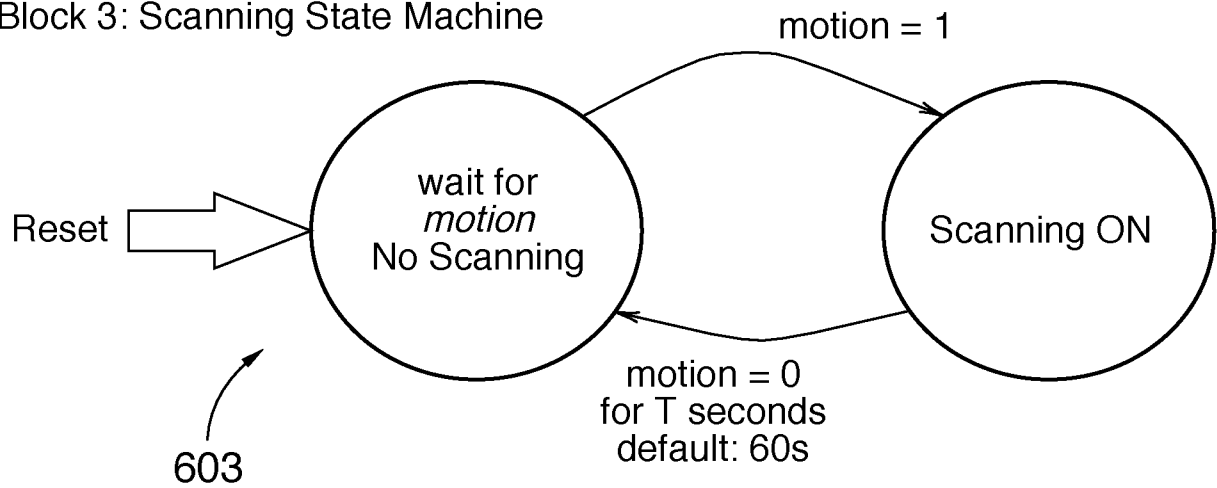 Block 3: Scanning State Machine
motion = 1
wait for
motion
No Scanning
Reset
Scanning ON
motion = 0
for T seconds
default: 60s
603